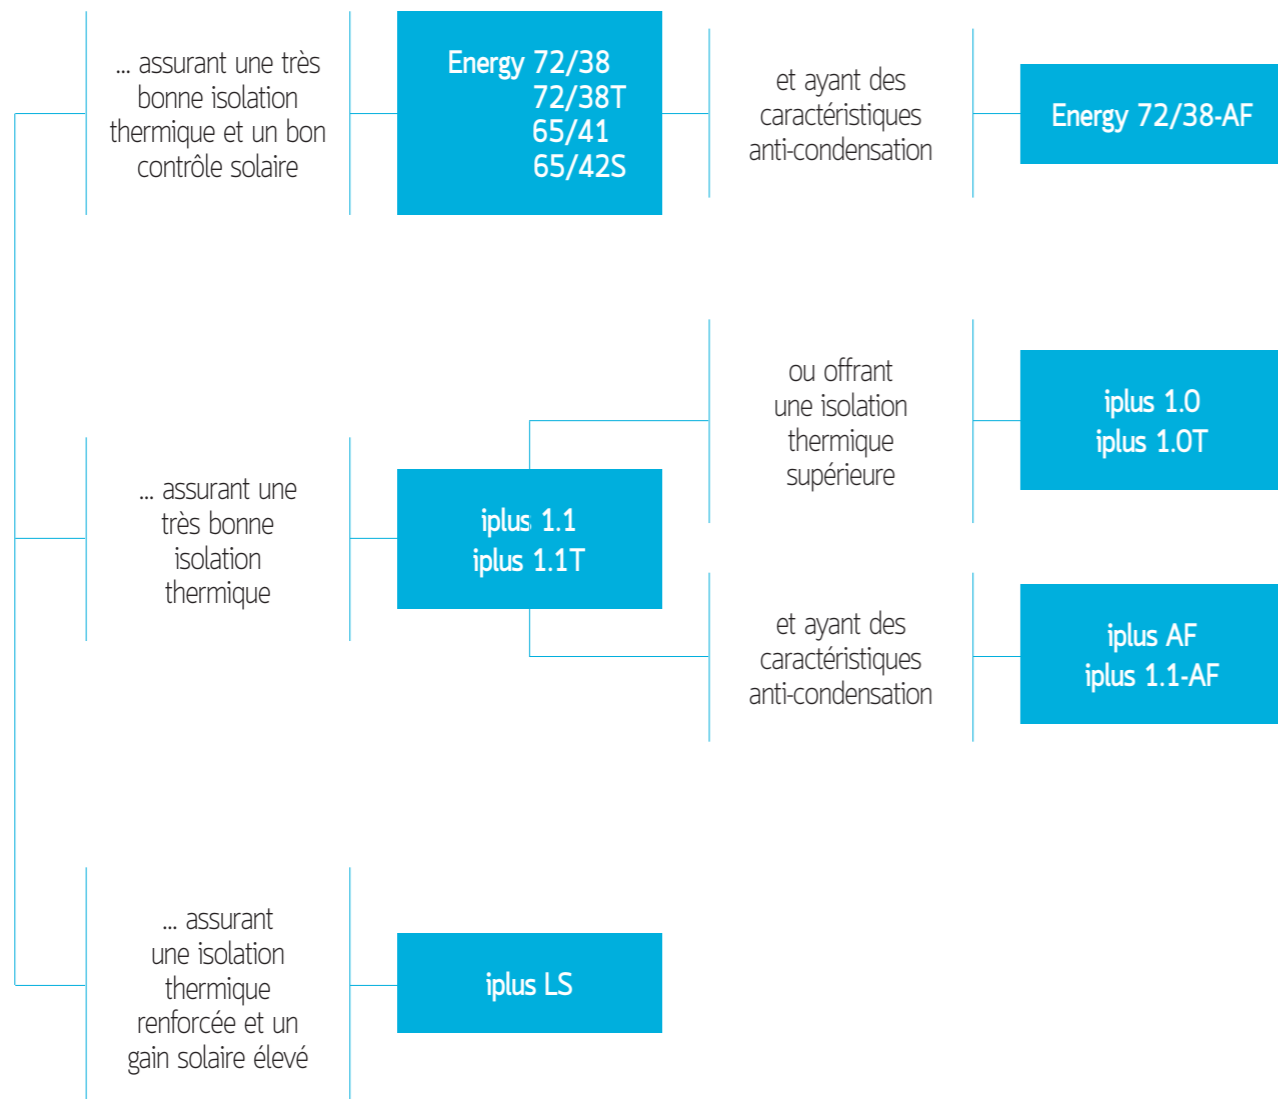 ... assurant une très
bonne isolation
thermique et un bon
contrôle solaire
Energy 72/38
72/38T
65/41
65/42S
et ayant des
caractéristiques
anti-condensation
Energy 72/38-AF
... assurant une
très bonne
isolation
thermique
iplus 1.1
iplus 1.1T
ou offrant
une isolation
thermique
supérieure
iplus 1.0
iplus 1.0T
et ayant des
caractéristiques
anti-condensation
iplus AF
iplus 1.1-AF
... assurant
une isolation
thermique
renforcée et un
gain solaire élevé
iplus LS